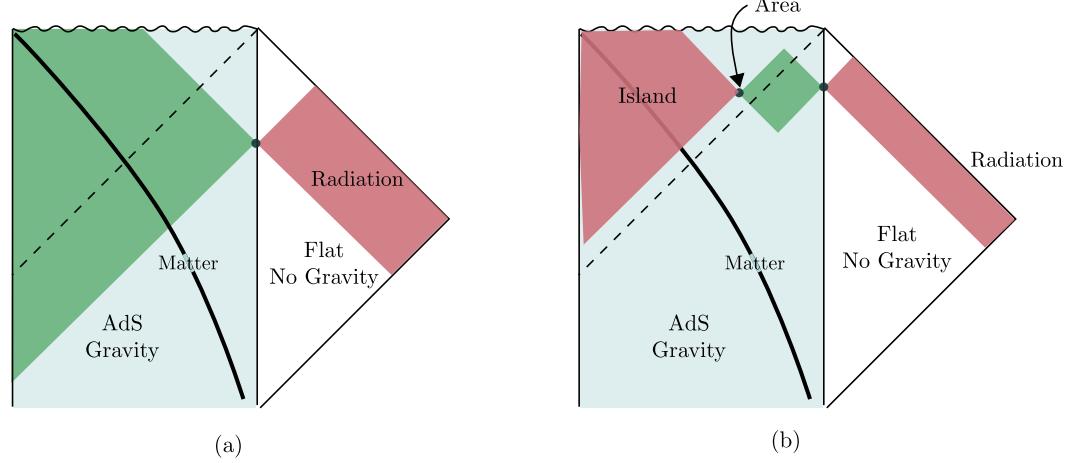 Radiation
Matter
Flat
No Gravity
AdS
Gravity
(a)
Area
Island
Radiation
Matter
Flat
No Gravity
AdS
Gravity
(b)